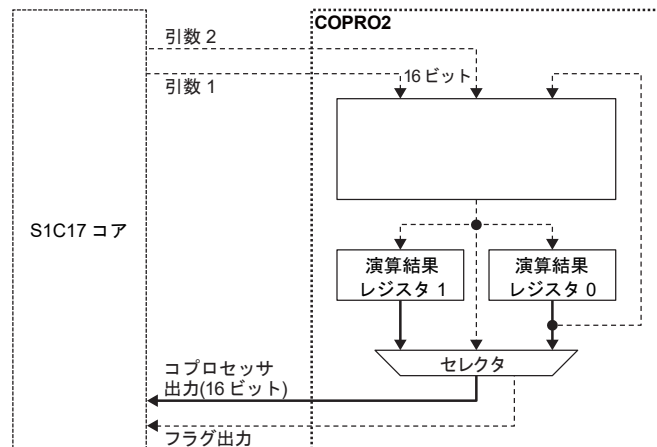 COPRO2
引数 2
引数 1
16 ビット
S1C17 コア
演算結果
レジスタ 1
演算結果
レジスタ 0
セレクタ
コプロセッサ
出力(16 ビット)
フラグ出力